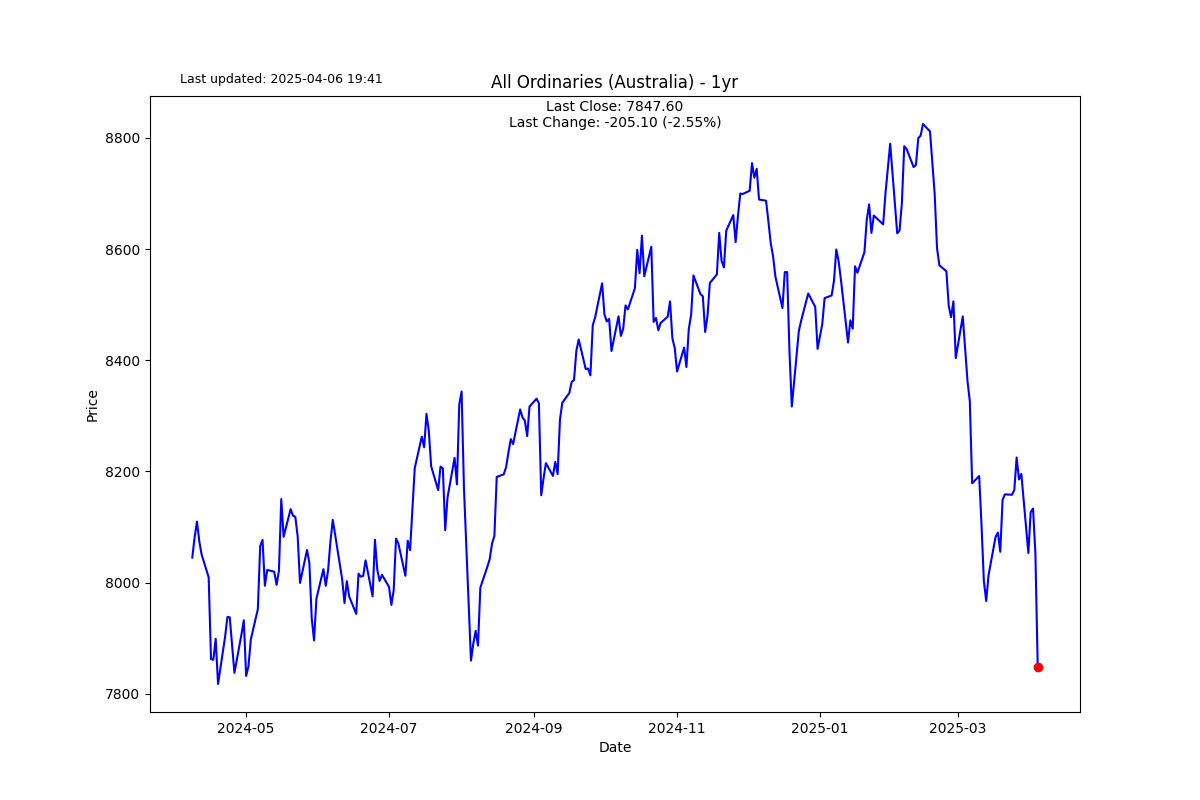 Last updated: 2025-04-06 19:41
All Ordinaries (Australia) - 1yr
Last Close: 7847.60
Last Change: -205.10 (-2.55%)
8800
8600
8400
8200
8000
7800
Price
2024-05
2024-07
2024-09
2024-11
2025-01
2025-03
Date